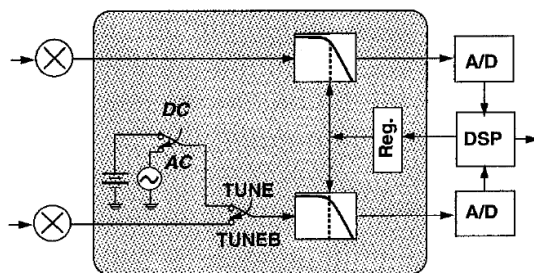 A/D
DC
AC
Reg.
DSP
TUNE
TUNEB
A/D